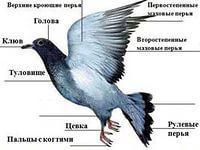 Верхние кроющие перья
Первостепенные
маховые перья
Голова
Клюв
Второстепенные
маховые перья
Туловище
Цевка
Рулевые
перья
Пальцы с когтями